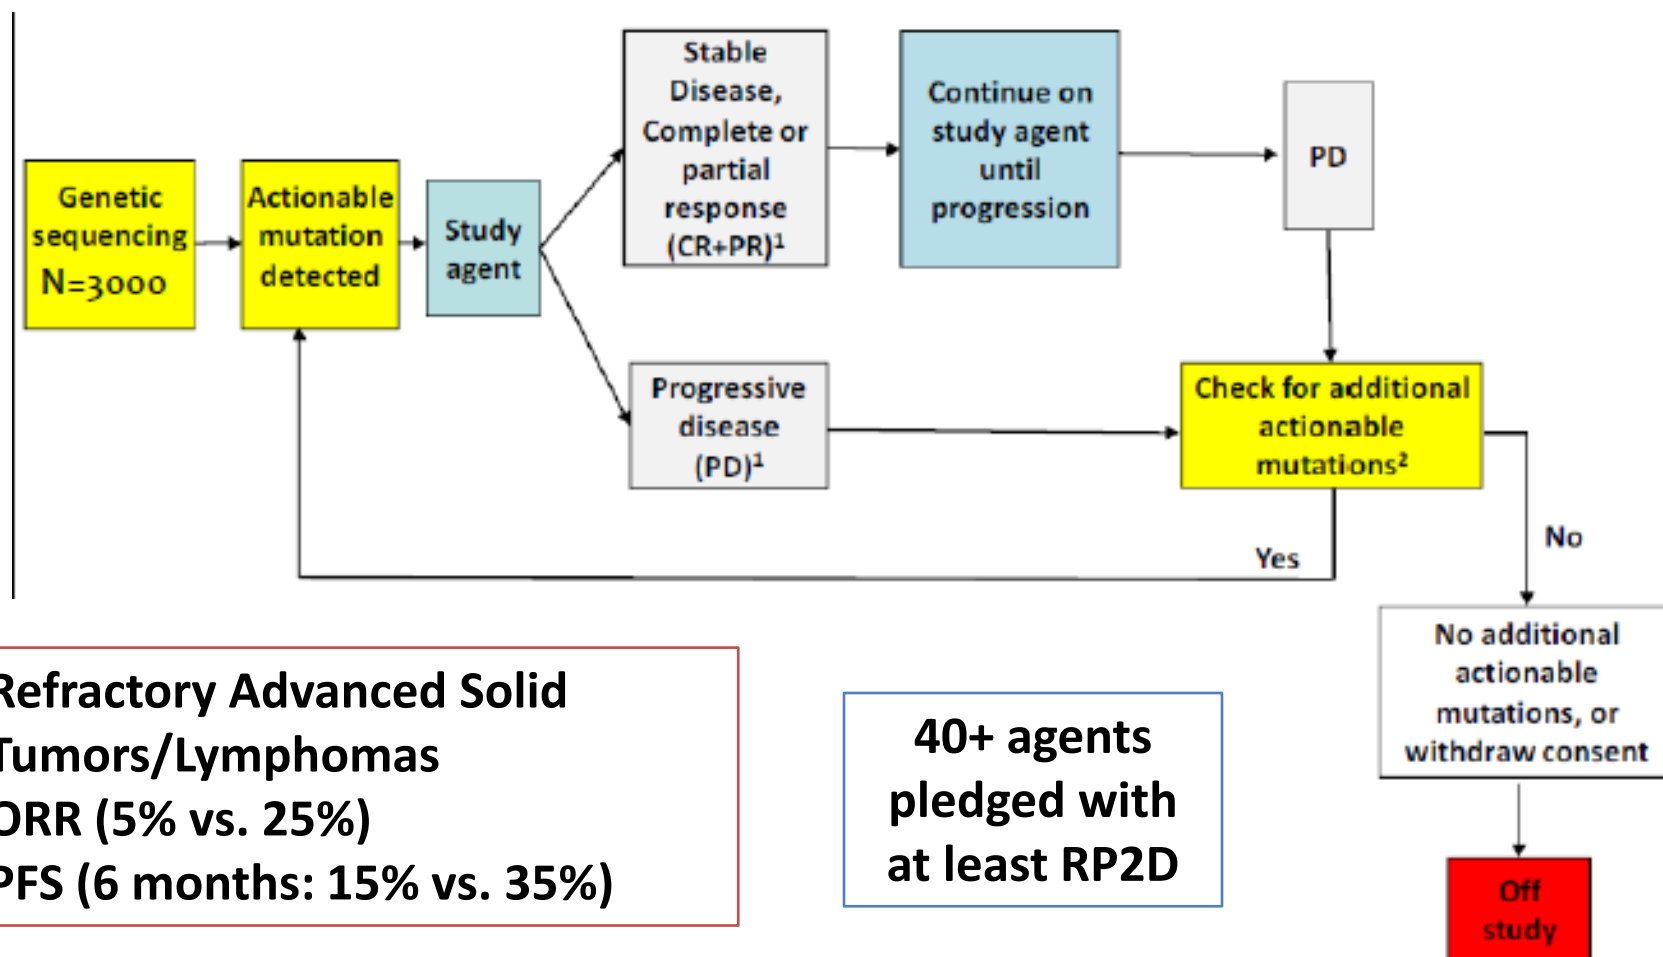 Genetic
sequencing
N=3000
Actionable
mutation
detected
Study
agent
Stable
Disease,
Complete or
partial
response
(CR+PR)¹
Continue on
study agent
until
progression
PD
Progressive
disease
(PD)¹
Check for additional
actionable
mutations²
Yes
No
No additional
actionable
mutations, or
withdraw consent
Off
study
Refractory Advanced Solid
Tumors/Lymphomas
ORR (5% vs. 25%)
PFS (6 months: 15% vs. 35%)
40+ agents
pledged with
at least RP2D